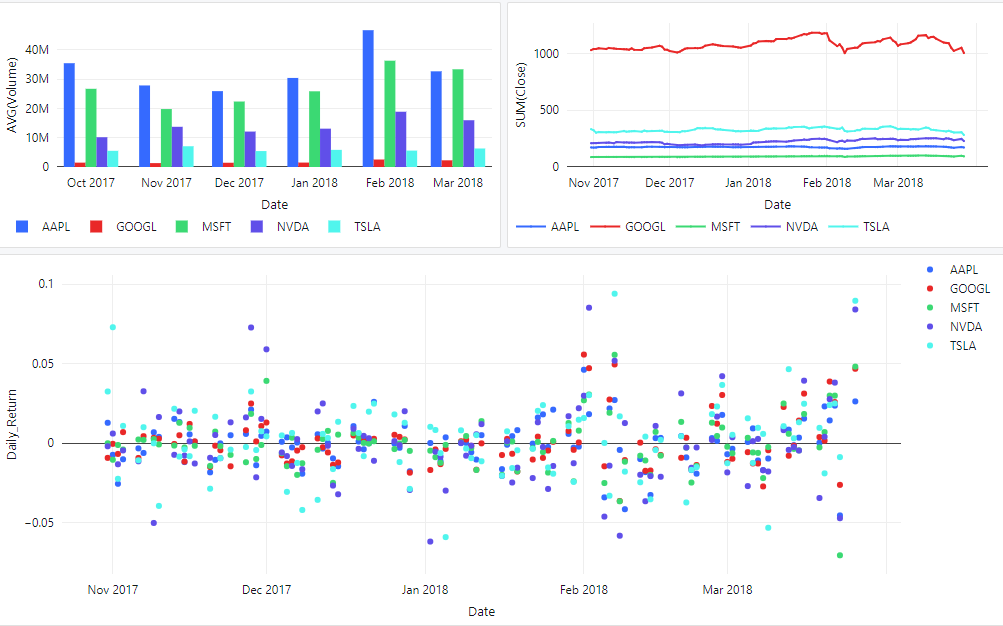 AVG(Volume)
40M
30M
20M
10M
0
Oct 2017 Nov 2017 Dec 2017 Jan 2018 Feb 2018 Mar 2018
Date
AAPL GOOGL MSFT NVDA TSLA
SUM(Close)
1000
500
0
Nov 2017 Dec 2017 Jan 2018 Feb 2018 Mar 2018
Date
AAPL GOOGL MSFT NVDA TSLA
Daily_Return
0.1
0.05
0
−0.05
Nov 2017 Dec 2017 Jan 2018 Feb 2018 Mar 2018
Date
AAPL
GOOGL
MSFT
NVDA
TSLA